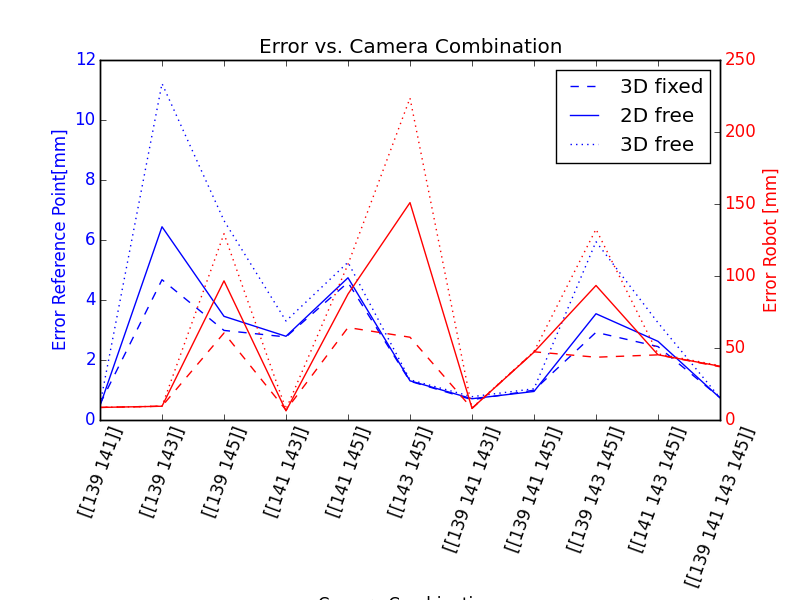 Error vs. Camera Combination
12
10
8
6
4
2
0
Error Reference Point[mm]
250
200
150
100
50
0
Error Robot [mm]
3D fixed
2D free
3D free
[[139 141]]
[[139 143]]
[[139 145]]
[[141 143]]
[[141 145]]
[[143 145]]
[[139 141 143]]
[[139 141 145]]
[[139 143 145]]
[[141 143 145]]
[[139 141 143 145]]
Camera Combination